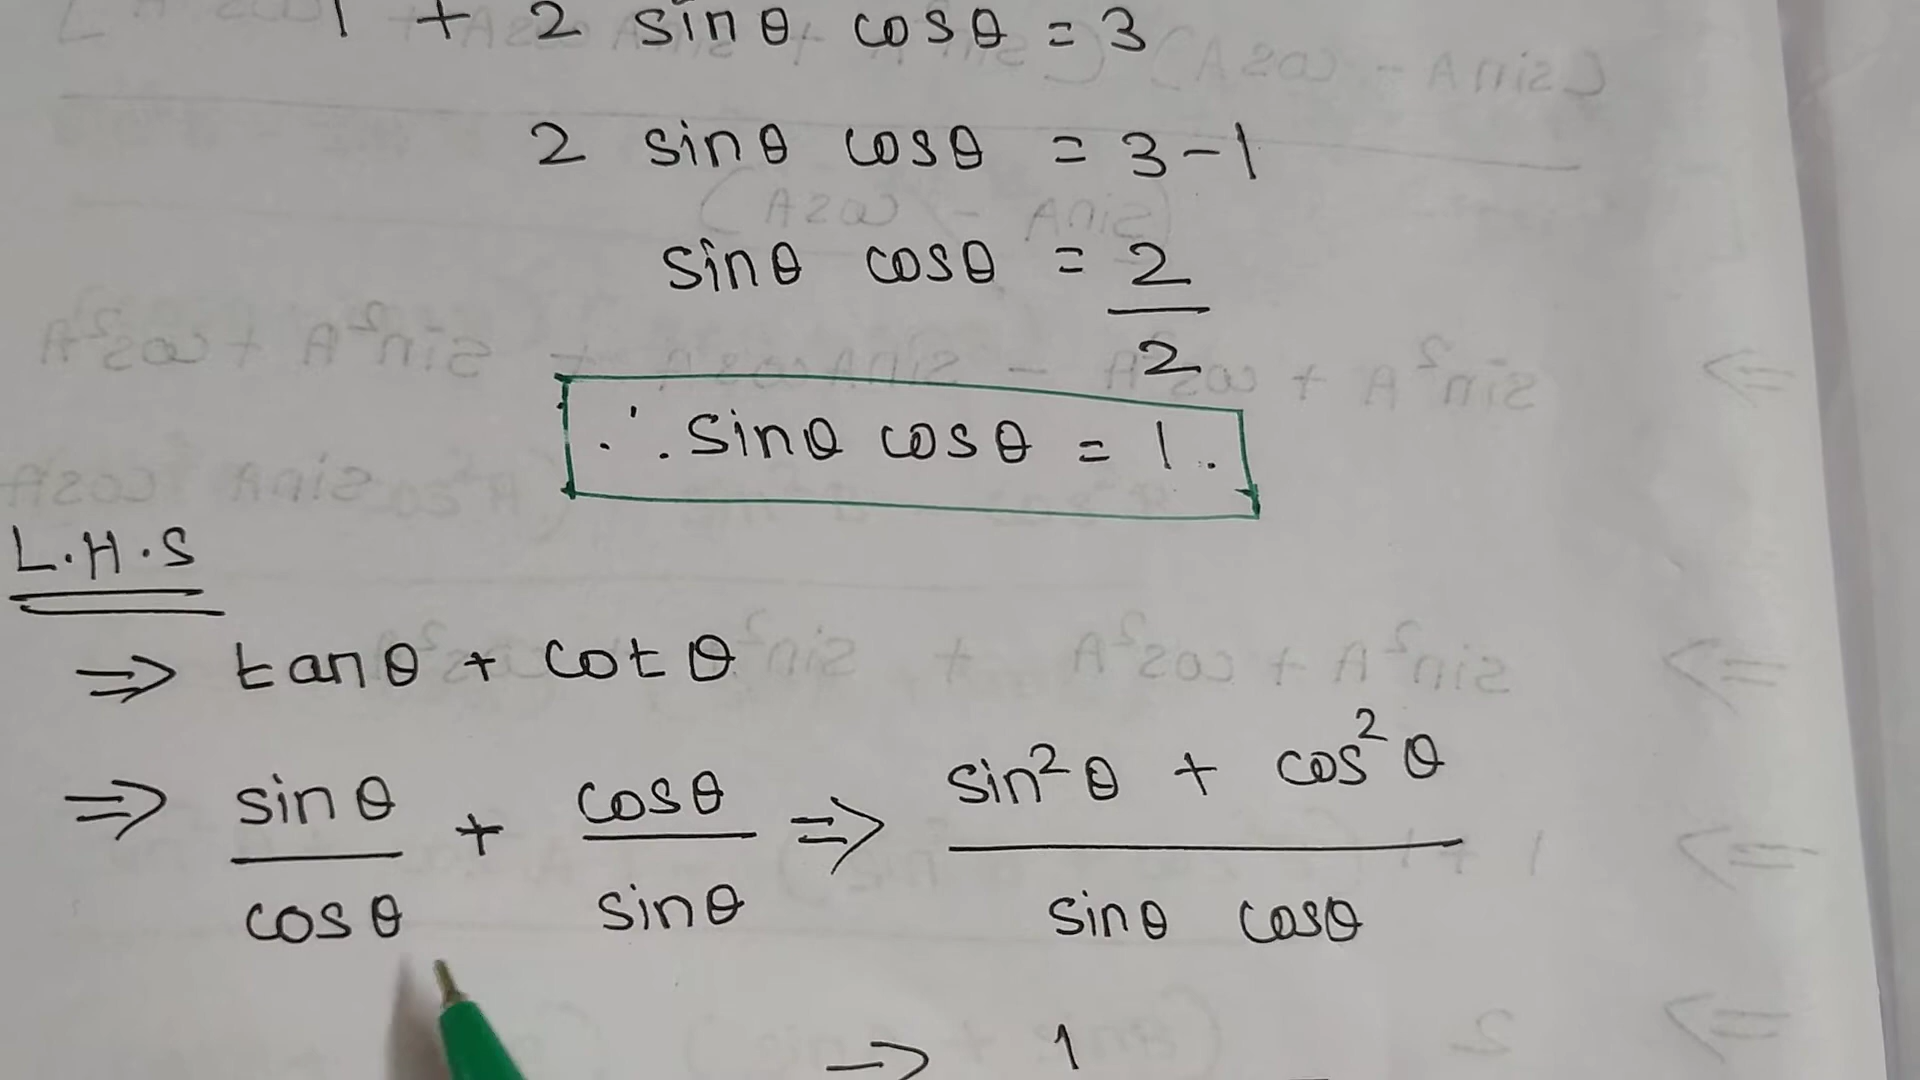 1 + 2 sinθ cosθ = 3
2 sinθ cosθ = 3-1
sinθ cosθ = 2/2
∴ sinθ cosθ = 1.
L.H.S
⇒ tanθ + cotθ
⇒ sinθ/cosθ + cosθ/sinθ ⇒ sin²θ + cos²θ/sinθ cosθ
⇒ 1